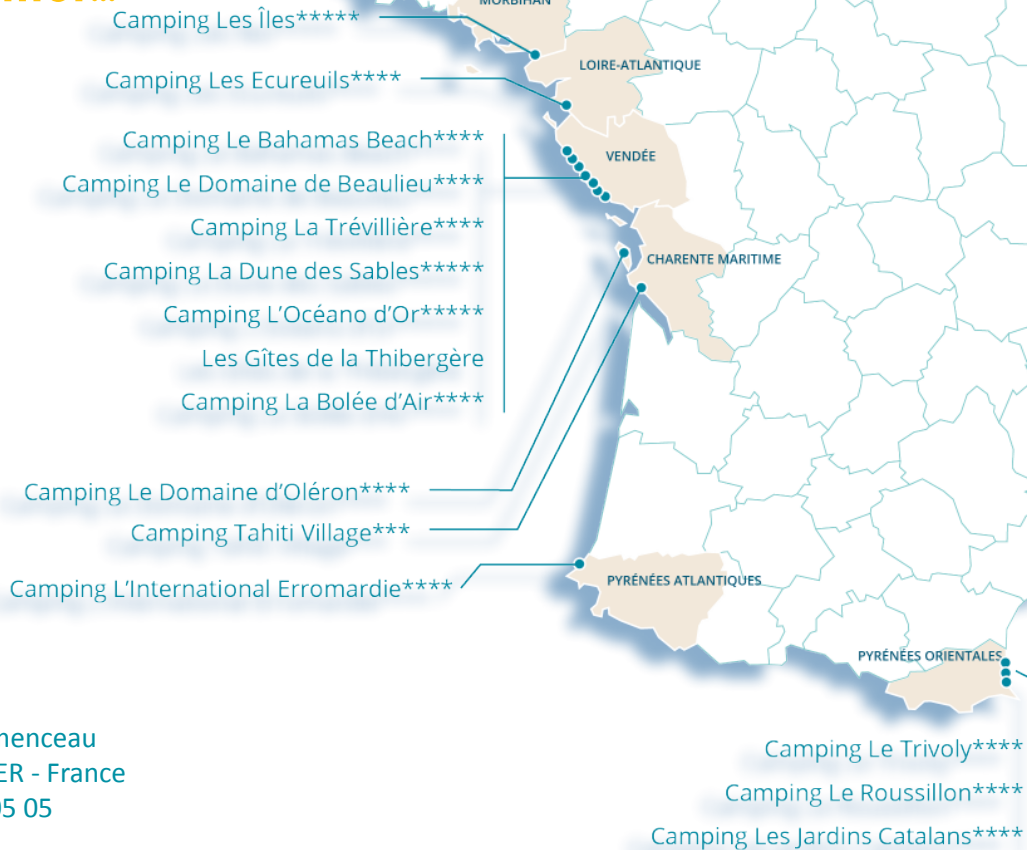 MORBIHAN
Camping Les Îles*****
LOIRE-ATLANTIQUE
Camping Les Ecureuils****
Camping Le Bahamas Beach****
VENDÉE
Camping Le Domaine de Beaulieu****
Camping La Trévillière****
CHARENTE MARITIME
Camping La Dune des Sables*****
Camping L'Océano d'Or*****
Les Gîtes de la Thibergère
Camping La Bolée d'Air****
Camping Le Domaine d'Oléron****
Camping Tahiti Village***
Camping L'International Erromardie****
PYRÉNÉES ATLANTIQUES
PYRÉNÉES ORIENTALES
menceau
ER - France
05 05
Camping Le Trivoly****
Camping Le Roussillon****
Camping Les Jardins Catalans****